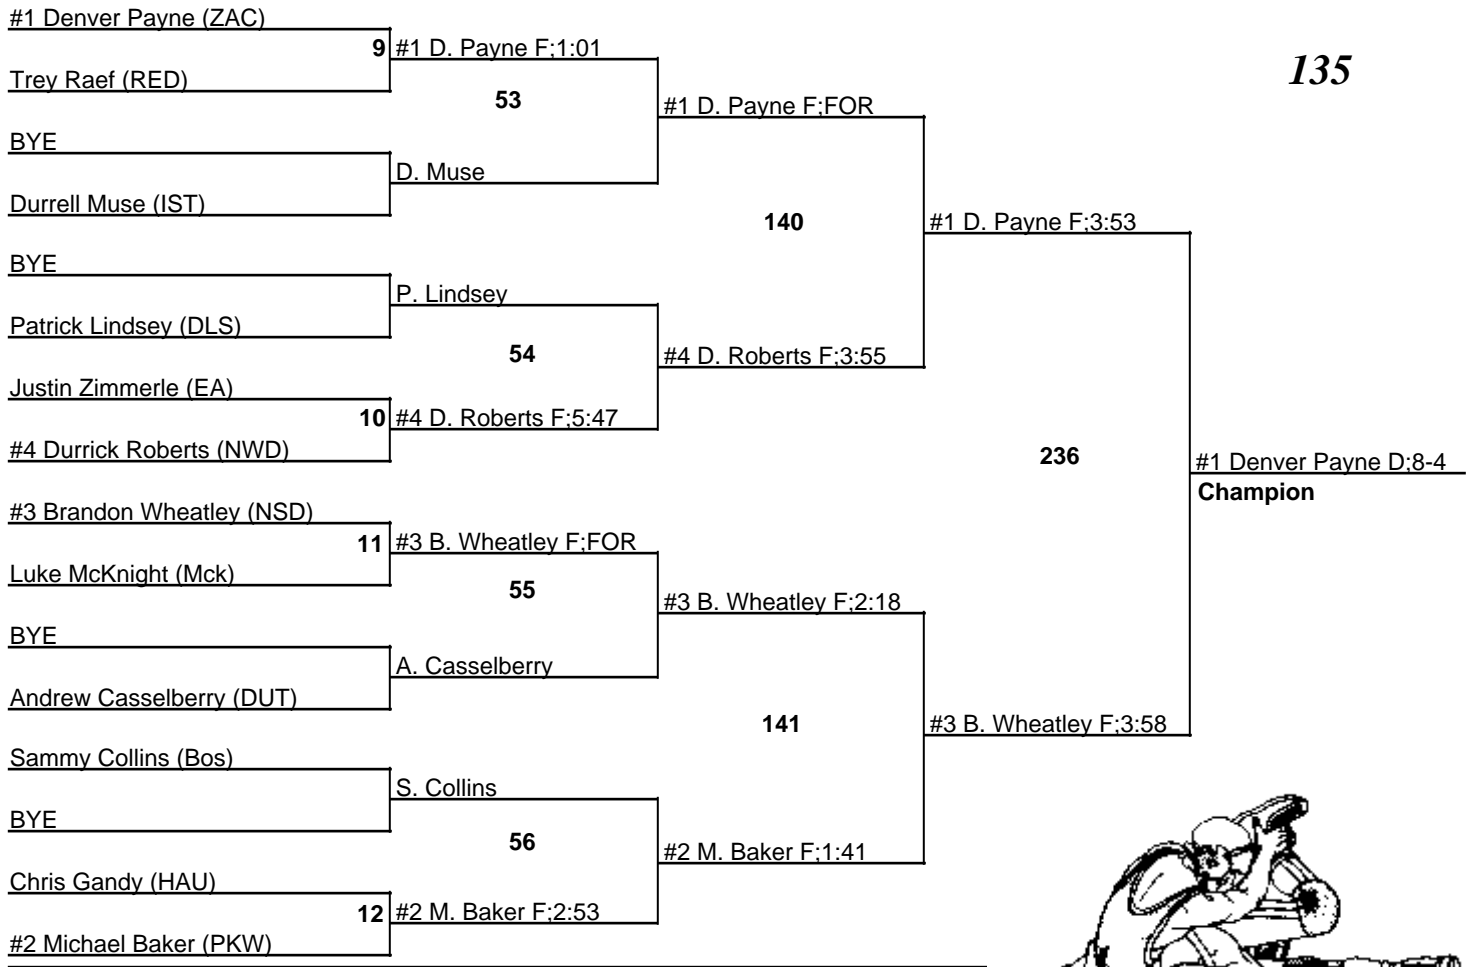 #1 Denver Payne (ZAC)
9 #1 D. Payne F;1:01
135
Trey Raef (RED)
53
#1 D. Payne F;FOR
BYE
D. Muse
Durrell Muse (IST)
140
#1 D. Payne F;3:53
BYE
P. Lindsey
Patrick Lindsey (DLS)
54
#4 D. Roberts F;3:55
Justin Zimmerle (EA)
10 #4 D. Roberts F;5:47
#4 Durrick Roberts (NWD)
236
#1 Denver Payne D;8-4
Champion
#3 Brandon Wheatley (NSD)
11 #3 B. Wheatley F;FOR
Luke McKnight (Mck)
55
#3 B. Wheatley F;2:18
BYE
A. Casselberry
Andrew Casselberry (DUT)
141
#3 B. Wheatley F;3:58
Sammy Collins (Bos)
S. Collins
BYE
56
#2 M. Baker F;1:41
Chris Gandy (HAU)
12 #2 M. Baker F;2:53
#2 Michael Baker (PKW)